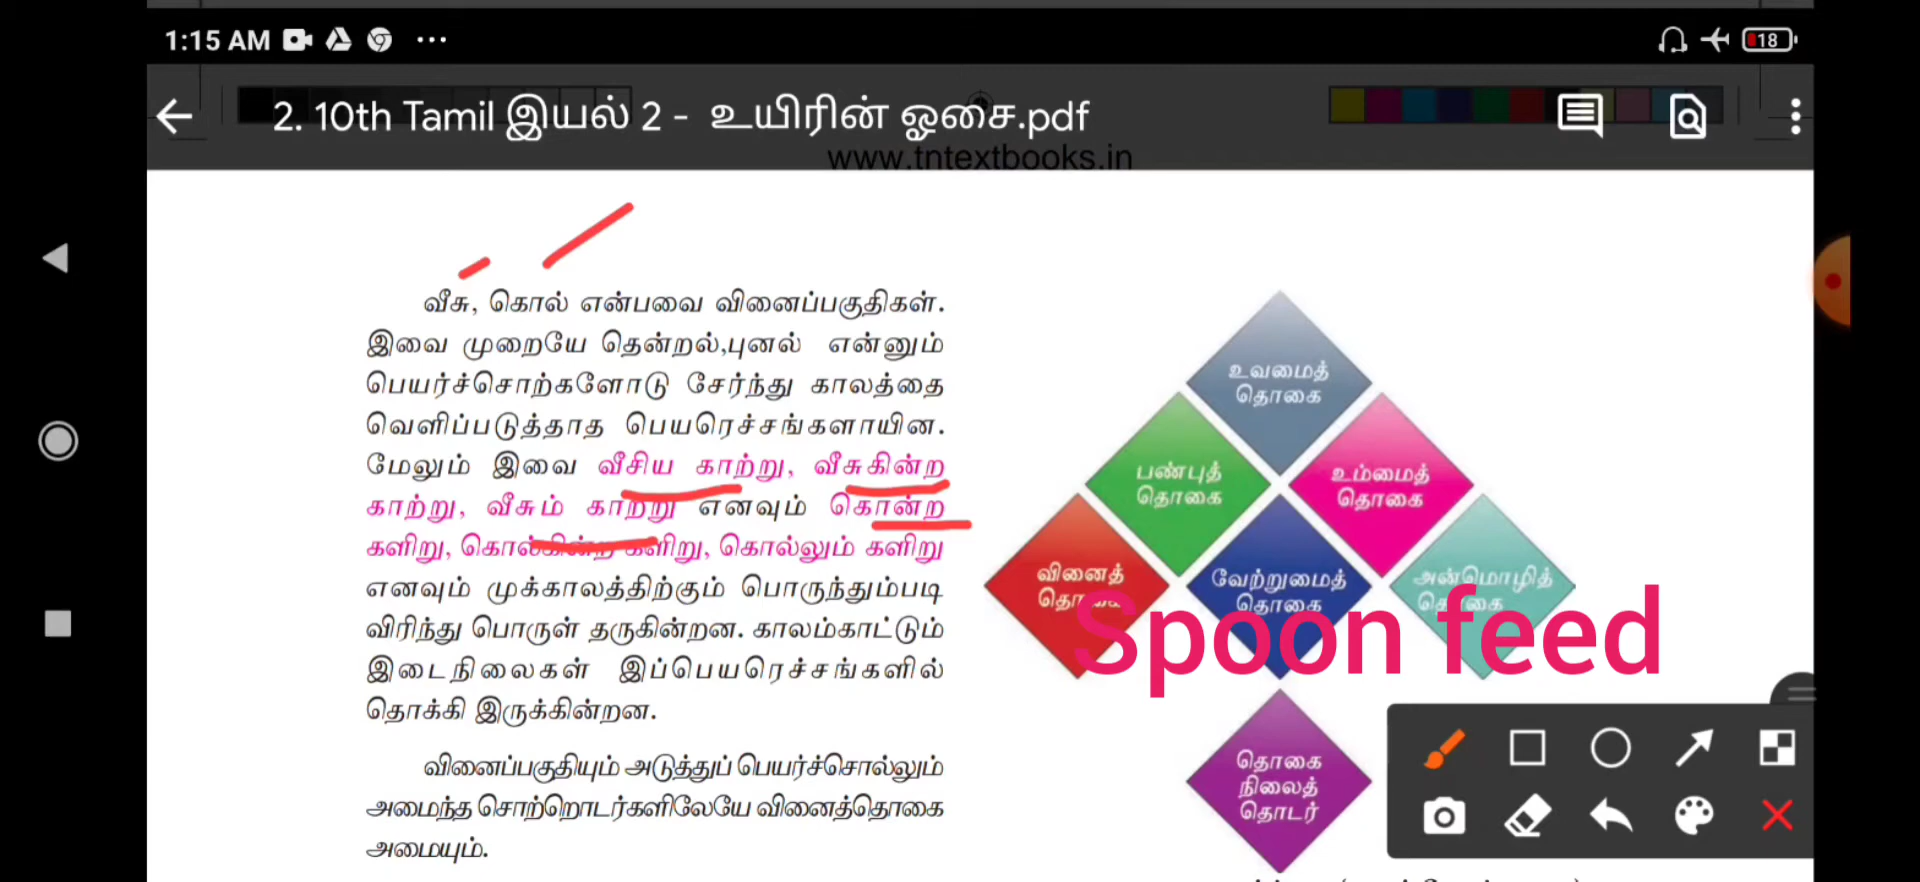 1:15 AM ...
18
2. 10th Tamil இயல் 2 - உயிரின் ஓசை.pdf
www.tntextbooks.in
வீசு, கொல் என்பவை வினைப்பகுதிகள்.
இவை முறையே தென்றல்,புனல் என்னும்
பெயர்ச்சொற்களோடு சேர்ந்து காலத்தை
வெளிப்படுத்தாத பெயரெச்சங்களாயின.
மேலும் இவை வீசிய காற்று, வீசுகின்ற
காற்று, வீசும் காற்று எனவும் கொன்ற
களிறு, கொல்கின்ற களிறு, கொல்லும் களிறு
எனவும் முக்காலத்திற்கும் பொருந்தும்படி
விரிந்து பொருள் தருகின்றன. காலம்காட்டும்
இடைநிலைகள் இப்பெயரெச்சங்களில்
தொக்கி இருக்கின்றன.
வினைப்பகுதியும் அடுத்துப் பெயர்ச்சொல்லும்
அமைந்த சொற்றொடர்களிலேயே வினைத்தொகை
அமையும்.
உவமைத்
தொகை
பண்புத்
தொகை
உம்மைத்
தொகை
வினைத்
தொகை
வேற்றுமைத்
தொகை
அன்மொழித்
தொகை
Spoon feed
தொகை
நிலைத்
தொடர்